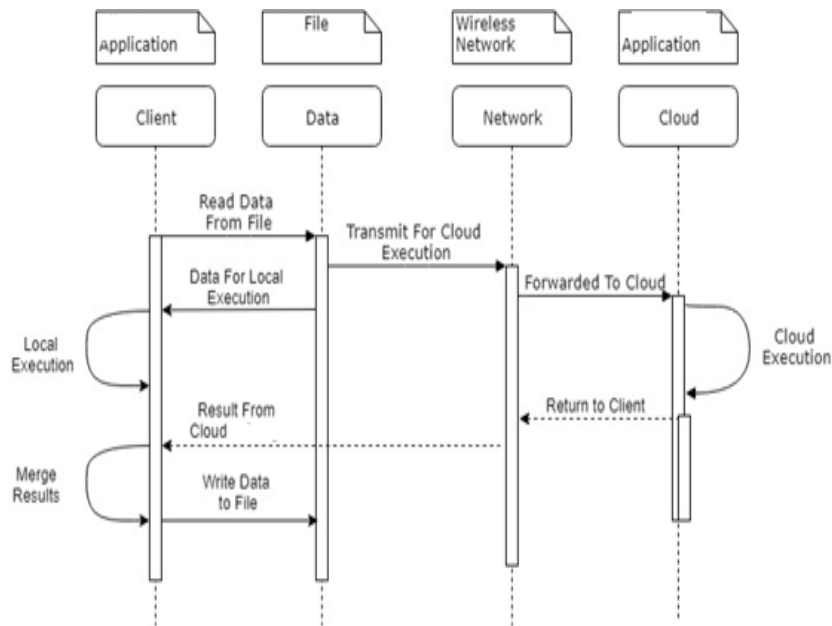 Application
File
Wireless
Network
Application
Client
Data
Network
Cloud
Read Data
From File
Transmit For Cloud
Execution
Data For Local
Execution
Forwarded To Cloud
Local
Execution
Cloud
Execution
Return to Client
Result From
Cloud
Merge
Results
Write Data
to File